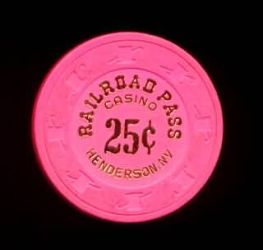 RAILROAD PASS
CASINO
25¢
HENDERSON, NV